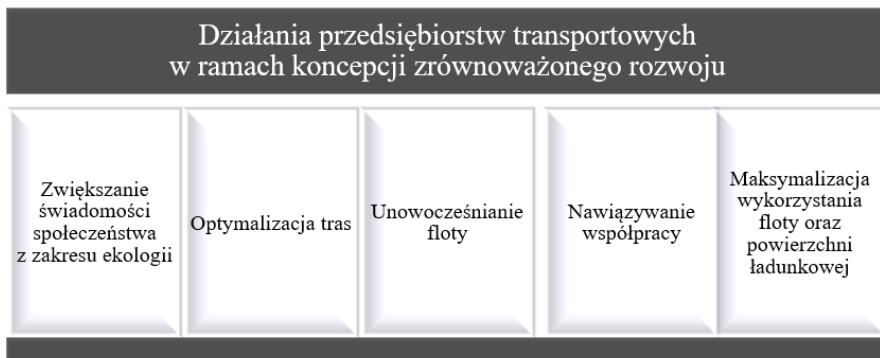 Działania przedsiębiorstw transportowych
w ramach koncepcji zrównoważonego rozwoju
Zwiększanie
świadomości
społeczeństwa
z zakresu ekologii
Optymalizacja tras
Unowocześnianie
floty
Nawiązywanie
współpracy
Maksymalizacja
wykorzystania
floty oraz
powierzchni
ładunkowej